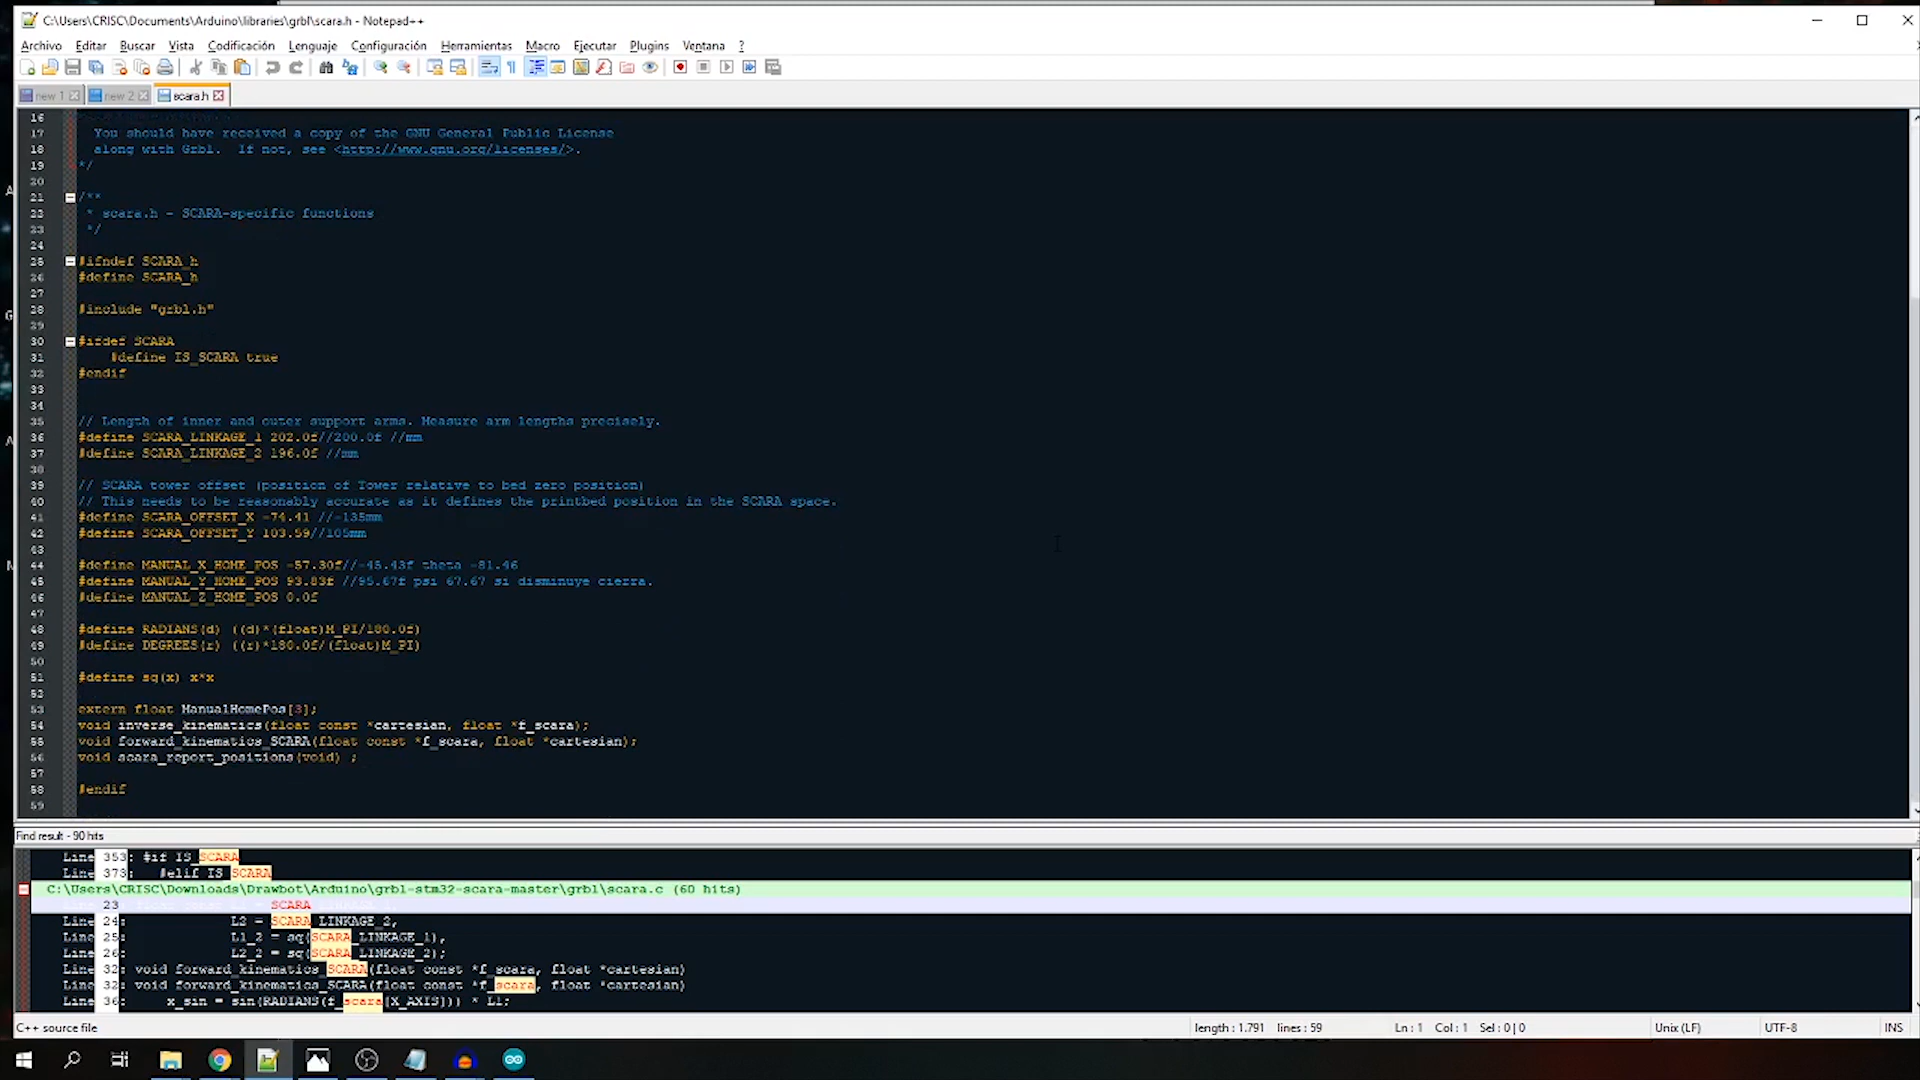 C:\Users\CRISC\Documents\Arduino\libraries\grbl\scara.h - Notepad++
Archivo Editar Buscar Vista Codificación Lenguaje Configuración Herramientas Macro Ejecutar Plugins Ventana ?
new 1 new 2 scara.h
16
17 You should have received a copy of the GNU General Public License
18 along with Grbl. If not, see <http://www.gnu.org/licenses/>.
19 */
20
21 /**
22 * scara.h - SCARA-specific functions
23 */
24
25 #ifndef SCARA_h
26 #define SCARA_h
27
28 #include "grbl.h"
29
30 #ifdef SCARA
31 #define IS_SCARA true
32 #endif
33
34
35 // Length of inner and outer support arms. Measure arm lengths precisely.
36 #define SCARA_LINKAGE_1 202.0f//200.0f //mm
37 #define SCARA_LINKAGE_2 196.0f //mm
38
39 // SCARA tower offset (position of Tower relative to bed zero position)
40 // This needs to be reasonably accurate as it defines the printbed position in the SCARA space.
41 #define SCARA_OFFSET_X -74.41 //-135mm
42 #define SCARA_OFFSET_Y 103.59//105mm
43
44 #define MANUAL_X_HOME_POS -57.30f//-45.43f theta -81.46
45 #define MANUAL_Y_HOME_POS 93.83f //95.67f psi 67.67 si disminuye cierra.
46 #define MANUAL_Z_HOME_POS 0.0f
47
48 #define RADIANS(d) ((d)*(float)M_PI/180.0f)
49 #define DEGREES(r) ((r)*180.0f/(float)M_PI)
50
51 #define sq(x) x*x
52
53 extern float ManualHomePos[3];
54 void inverse_kinematics(float const *cartesian, float *f_scara);
55 void forward_kinematics_SCARA(float const *f_scara, float *cartesian);
56 void scara_report_positions(void) ;
57
58 #endif
59
Find result - 90 hits
Line 353: #if IS_SCARA
Line 373: #elif IS_SCARA
C:\Users\CRISC\Downloads\Drawbot\Arduino\grbl-stm32-scara-master\grbl\scara.c (60 hits)
23 SCARA
Line 24: L2 = SCARA_LINKAGE_2,
Line 25: L1_2 = sq(SCARA_LINKAGE_1),
Line 26: L2_2 = sq(SCARA_LINKAGE_2);
Line 32: void forward_kinematics_SCARA(float const *f_scara, float *cartesian)
Line 32: void forward_kinematics_SCARA(float const *f_scara, float *cartesian)
Line 36: x_sin = sin(RADIANS(f_scara[X_AXIS])) * L1;
C++ source file length : 1.791 lines : 59 Ln : 1 Col : 1 Sel : 0 | 0 Unix (LF) UTF-8 INS